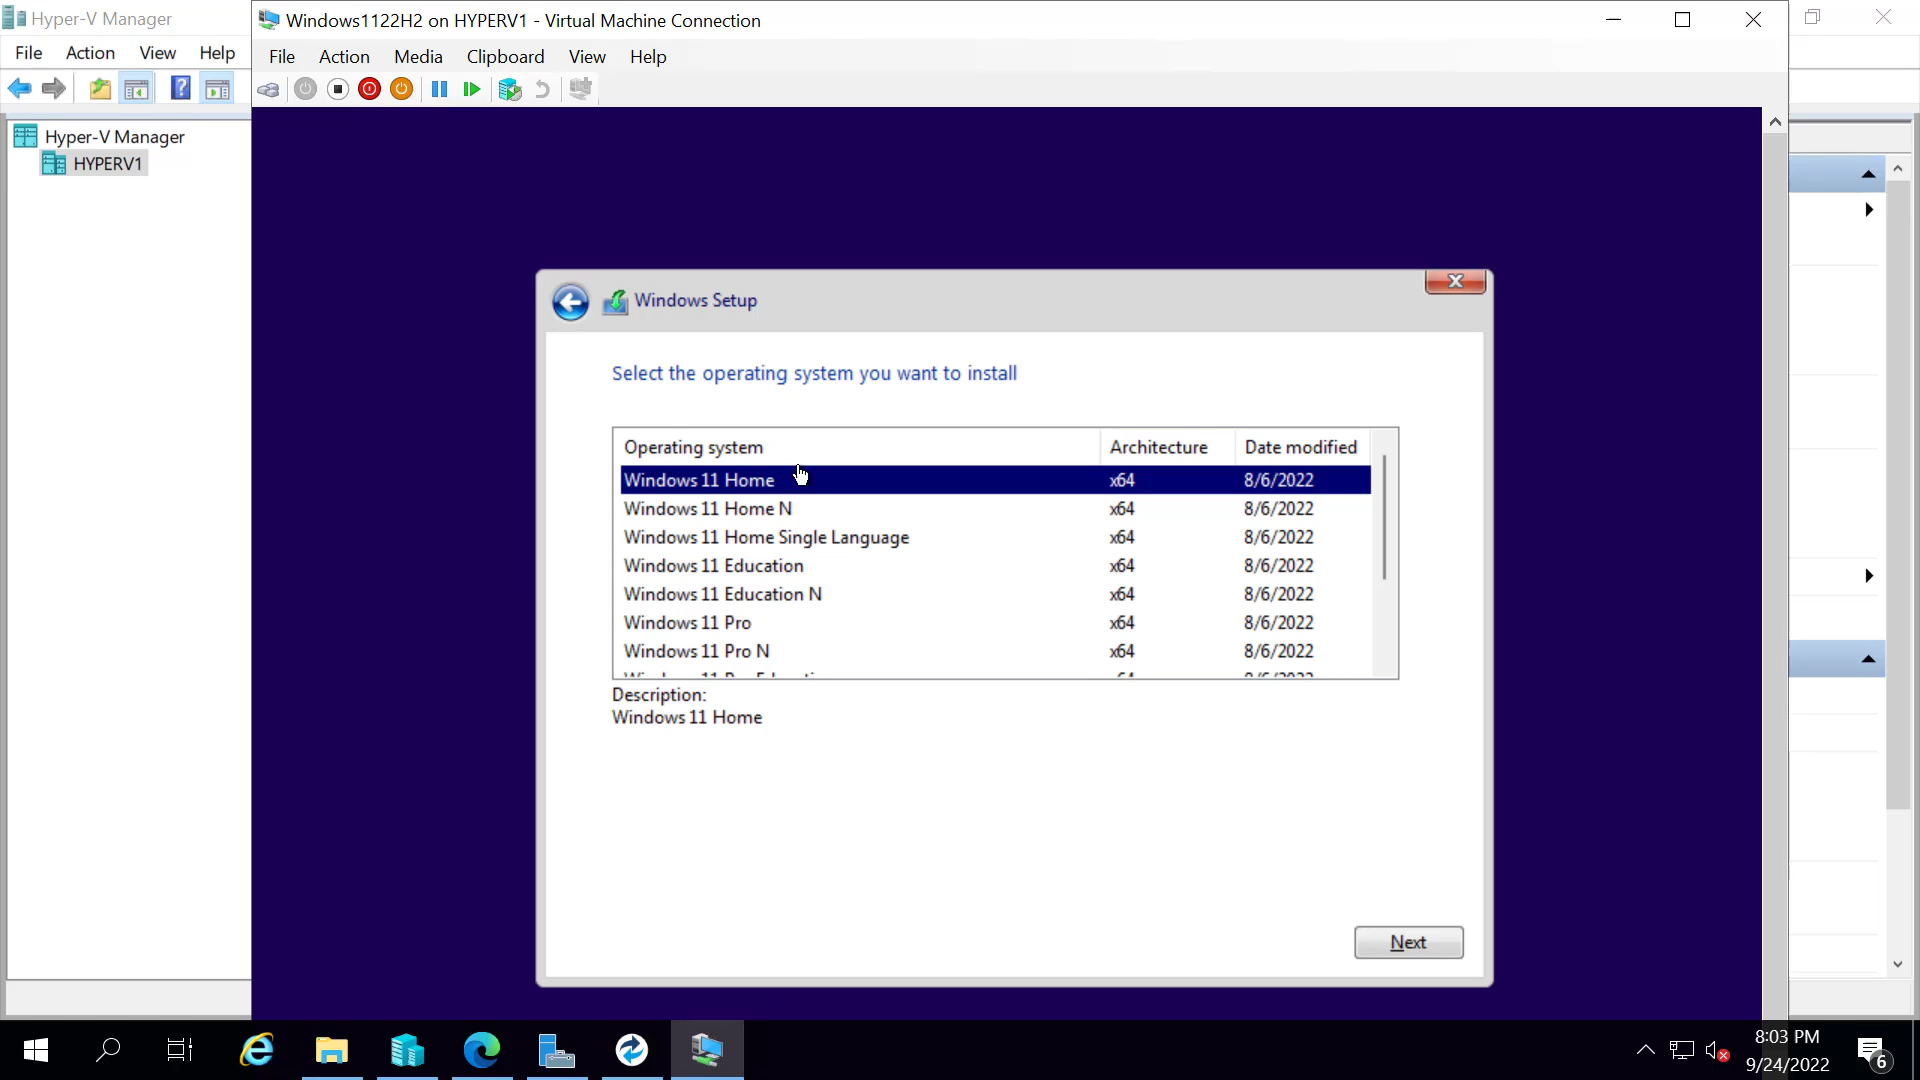 Hyper-V Manager
File Action View Help
Windows1122H2 on HYPERV1 - Virtual Machine Connection
File Action Media Clipboard View Help
Hyper-V Manager
HYPERV1
Windows Setup
Select the operating system you want to install
Operating system Architecture Date modified
Windows 11 Home x64 8/6/2022
Windows 11 Home N x64 8/6/2022
Windows 11 Home Single Language x64 8/6/2022
Windows 11 Education x64 8/6/2022
Windows 11 Education N x64 8/6/2022
Windows 11 Pro x64 8/6/2022
Windows 11 Pro N x64 8/6/2022
Description:
Windows 11 Home
Next
8:03 PM
9/24/2022
6